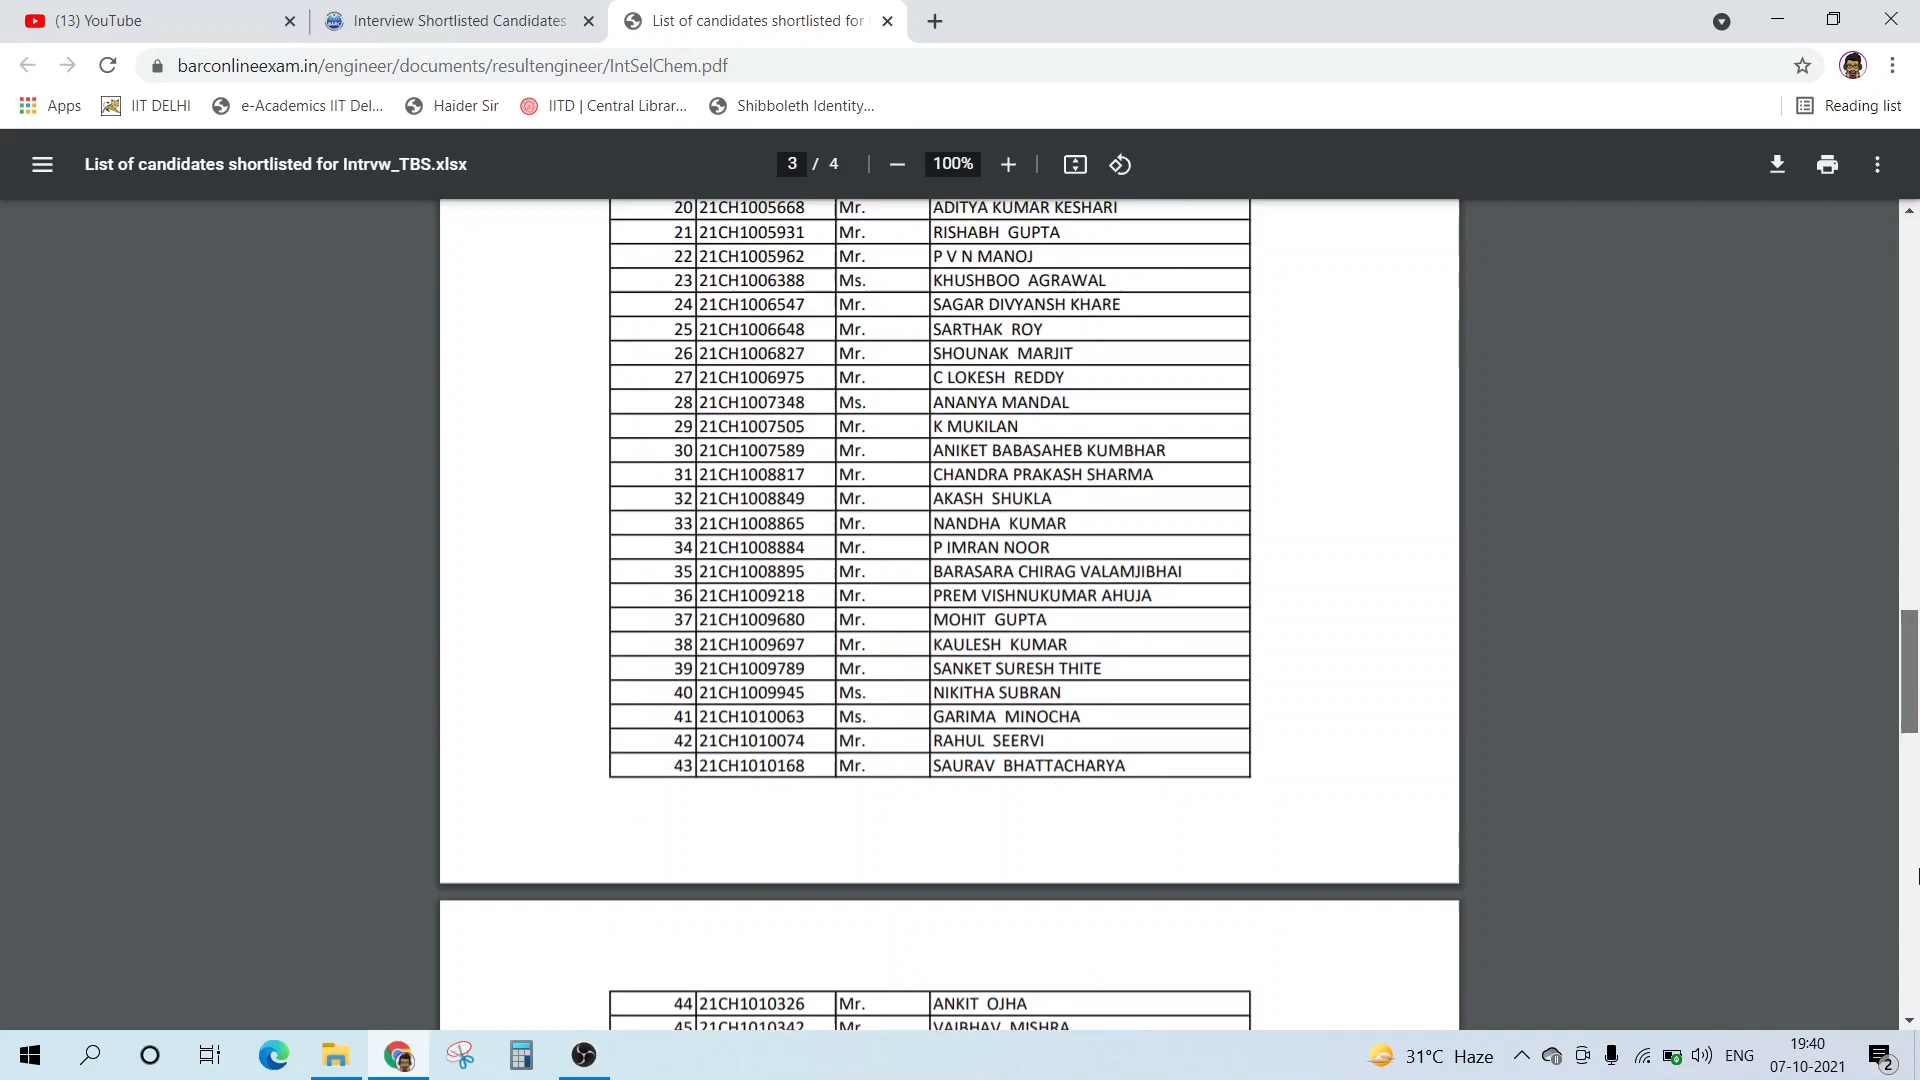 (13) YouTube
Interview Shortlisted Candidates
List of candidates shortlisted for
barconlineexam.in/engineer/documents/resultengineer/IntSelChem.pdf
Apps
IIT DELHI
e-Academics IIT Del...
Haider Sir
IITD | Central Librar...
Shibboleth Identity...
Reading list
List of candidates shortlisted for Intrvw_TBS.xlsx
3 / 4
100%
20 21CH1005668 Mr. ADITYA KUMAR KESHARI
21 21CH1005931 Mr. RISHABH GUPTA
22 21CH1005962 Mr. P V N MANOJ
23 21CH1006388 Ms. KHUSHBOO AGRAWAL
24 21CH1006547 Mr. SAGAR DIVYANSH KHARE
25 21CH1006648 Mr. SARTHAK ROY
26 21CH1006827 Mr. SHOUNAK MARJIT
27 21CH1006975 Mr. C LOKESH REDDY
28 21CH1007348 Ms. ANANYA MANDAL
29 21CH1007505 Mr. K MUKILAN
30 21CH1007589 Mr. ANIKET BABASAHEB KUMBHAR
31 21CH1008817 Mr. CHANDRA PRAKASH SHARMA
32 21CH1008849 Mr. AKASH SHUKLA
33 21CH1008865 Mr. NANDHA KUMAR
34 21CH1008884 Mr. P IMRAN NOOR
35 21CH1008895 Mr. BARASARA CHIRAG VALAMJIBHAI
36 21CH1009218 Mr. PREM VISHNUKUMAR AHUJA
37 21CH1009680 Mr. MOHIT GUPTA
38 21CH1009697 Mr. KAULESH KUMAR
39 21CH1009789 Mr. SANKET SURESH THITE
40 21CH1009945 Ms. NIKITHA SUBRAN
41 21CH1010063 Ms. GARIMA MINOCHA
42 21CH1010074 Mr. RAHUL SEERVI
43 21CH1010168 Mr. SAURAV BHATTACHARYA
44 21CH1010326 Mr. ANKIT OJHA
45 21CH1010342 Mr. VAIBHAV MISHRA
31°C Haze
ENG
19:40
07-10-2021
2